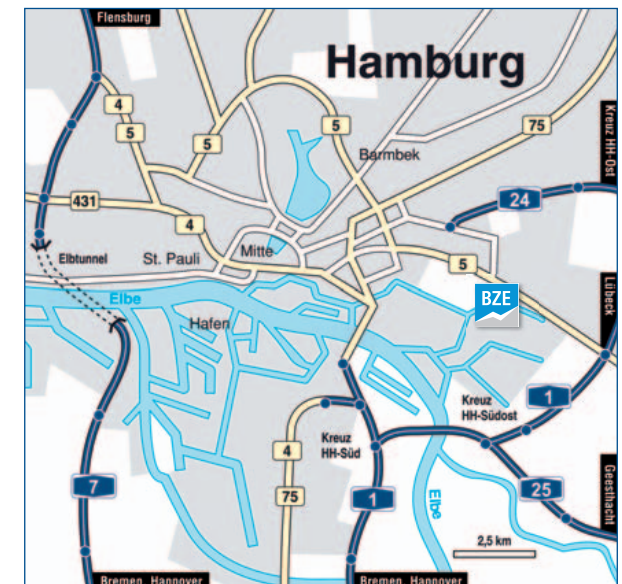 Flensburg
Hamburg
4
5
5
5
75
Kreuz HH-Ost
Barmbek
431
24
4
Elbtunnel
St. Pauli
Mitte
5
BZE
Lübeck
Elbe
Hafen
Kreuz
HH-Südost
1
Kreuz
HH-Süd
4
7
75
1
25
Elbe
Geesthacht
2,5 km
Bremen, Hannover
Bremen, Hannover